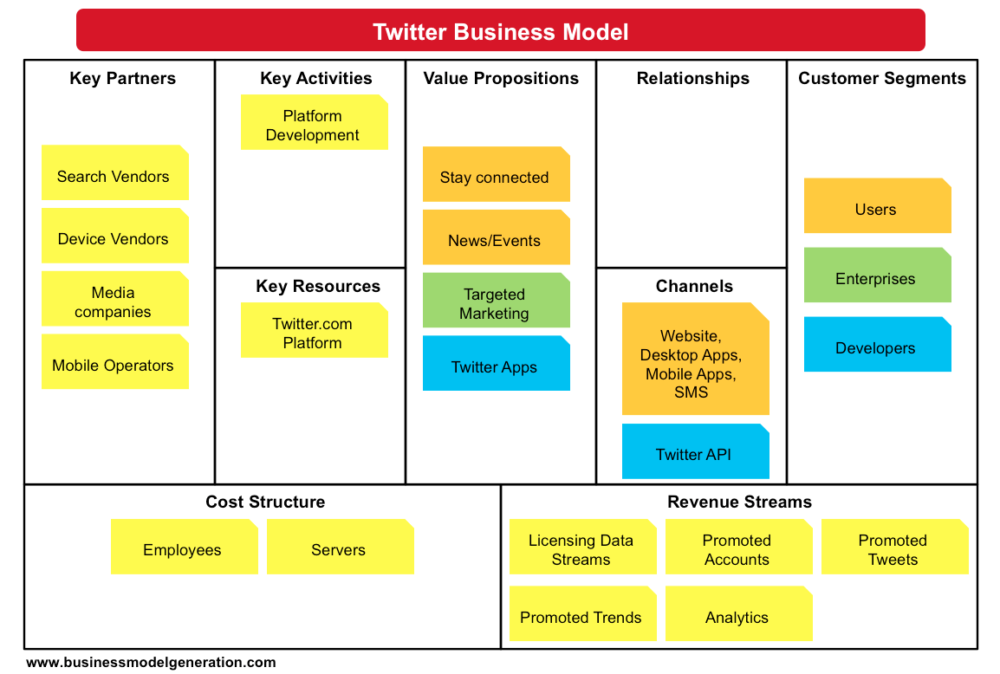 Twitter Business Model
Key Partners
Search Vendors
Device Vendors
Media
companies
Mobile Operators
Key Activities
Platform
Development
Key Resources
Twitter.com
Platform
Value Propositions
Stay connected
News/Events
Targeted
Marketing
Twitter Apps
Relationships
Channels
Website,
Desktop Apps,
Mobile Apps,
SMS
Twitter API
Customer Segments
Users
Enterprises
Developers
Cost Structure
Employees
Servers
Revenue Streams
Licensing Data
Streams
Promoted
Accounts
Promoted
Tweets
Promoted Trends
Analytics
www.businessmodelgeneration.com